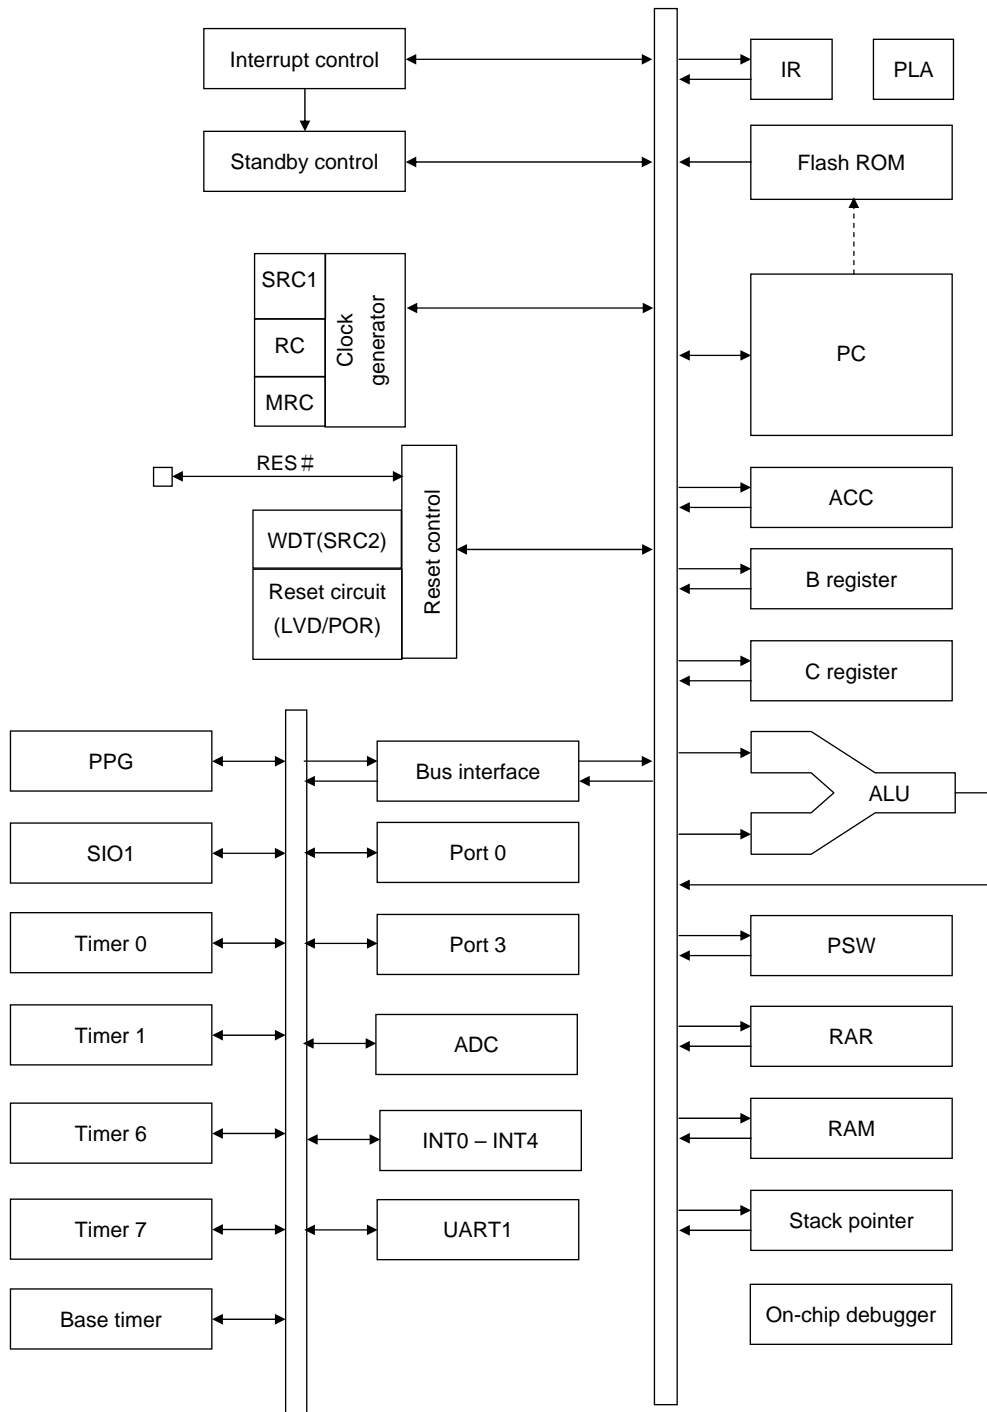 Interrupt control
IR
PLA
Standby control
Flash ROM
SRC1
RC
MRC
Clock
generator
PC
RES#
WDT(SRC2)
Reset circuit
(LVD/POR)
Reset control
ACC
B register
C register
PPG
Bus interface
ALU
SIO1
Port 0
Timer 0
Port 3
PSW
Timer 1
ADC
RAR
Timer 6
INT0 – INT4
RAM
Timer 7
UART1
Stack pointer
Base timer
On-chip debugger